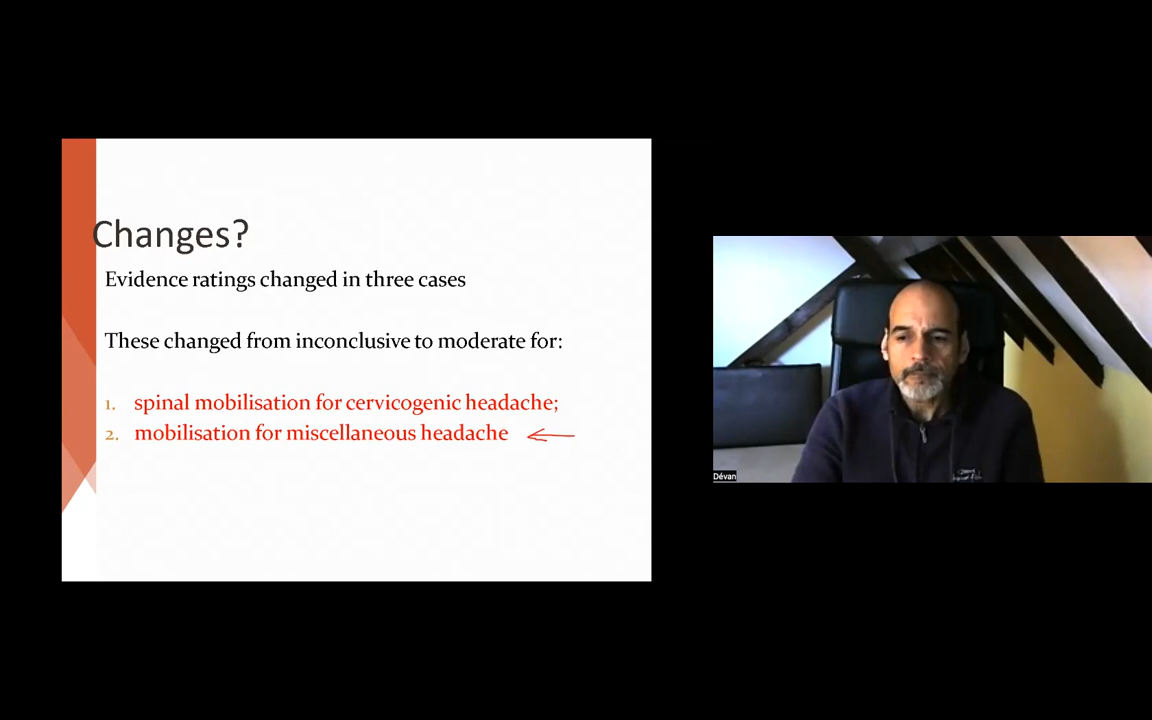 Changes?
Evidence ratings changed in three cases
These changed from inconclusive to moderate for:
1. spinal mobilisation for cervicogenic headache;
2. mobilisation for miscellaneous headache
Dévan